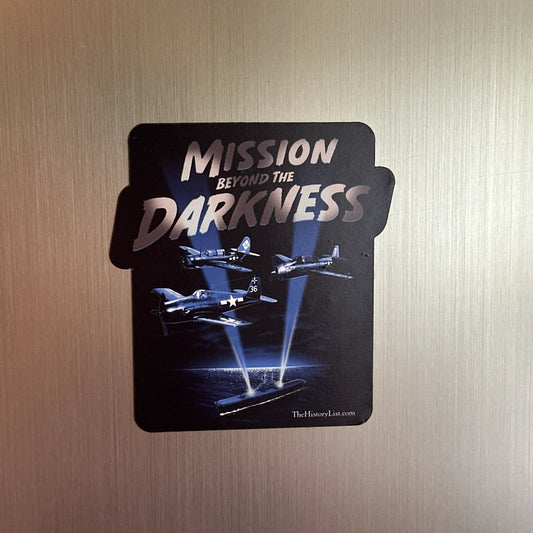 MISSION
BEYOND THE
DARKNESS
36
TheHistoryList.com